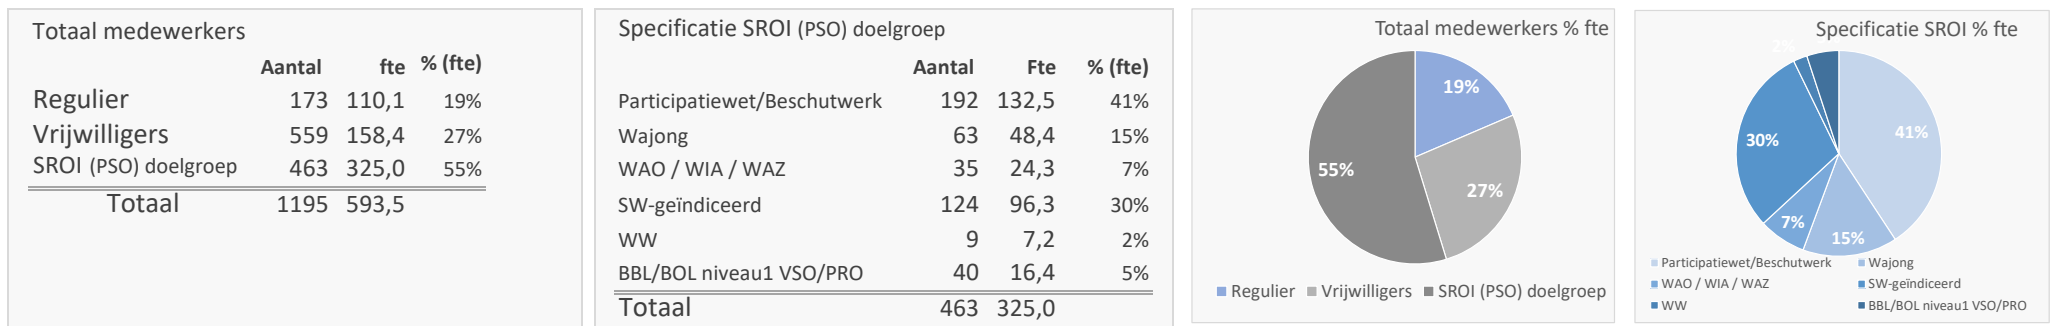 Totaal medewerkers
Aantal fte % (fte)
Regulier 173 110,1 19%
Vrijwilligers 559 158,4 27%
SROI (PSO) doelgroep 463 325,0 55%
Totaal 1195 593,5
Specificatie SROI (PSO) doelgroep
Aantal Fte % (fte)
Participatiewet/Beschutwerk 192 132,5 41%
Wajong 63 48,4 15%
WAO / WIA / WAZ 35 24,3 7%
SW-geïndiceerd 124 96,3 30%
WW 9 7,2 2%
BBL/BOL niveau1 VSO/PRO 40 16,4 5%
Totaal 463 325,0
Totaal medewerkers % fte
19%
55%
27%
Regulier Vrijwilligers SROI (PSO) doelgroep
Specificatie SROI % fte
2%
41%
30%
7%
15%
Participatiewet/Beschutwerk Wajong
WAO / WIA / WAZ SW-geïndiceerd
WW BBL/BOL niveau1 VSO/PRO